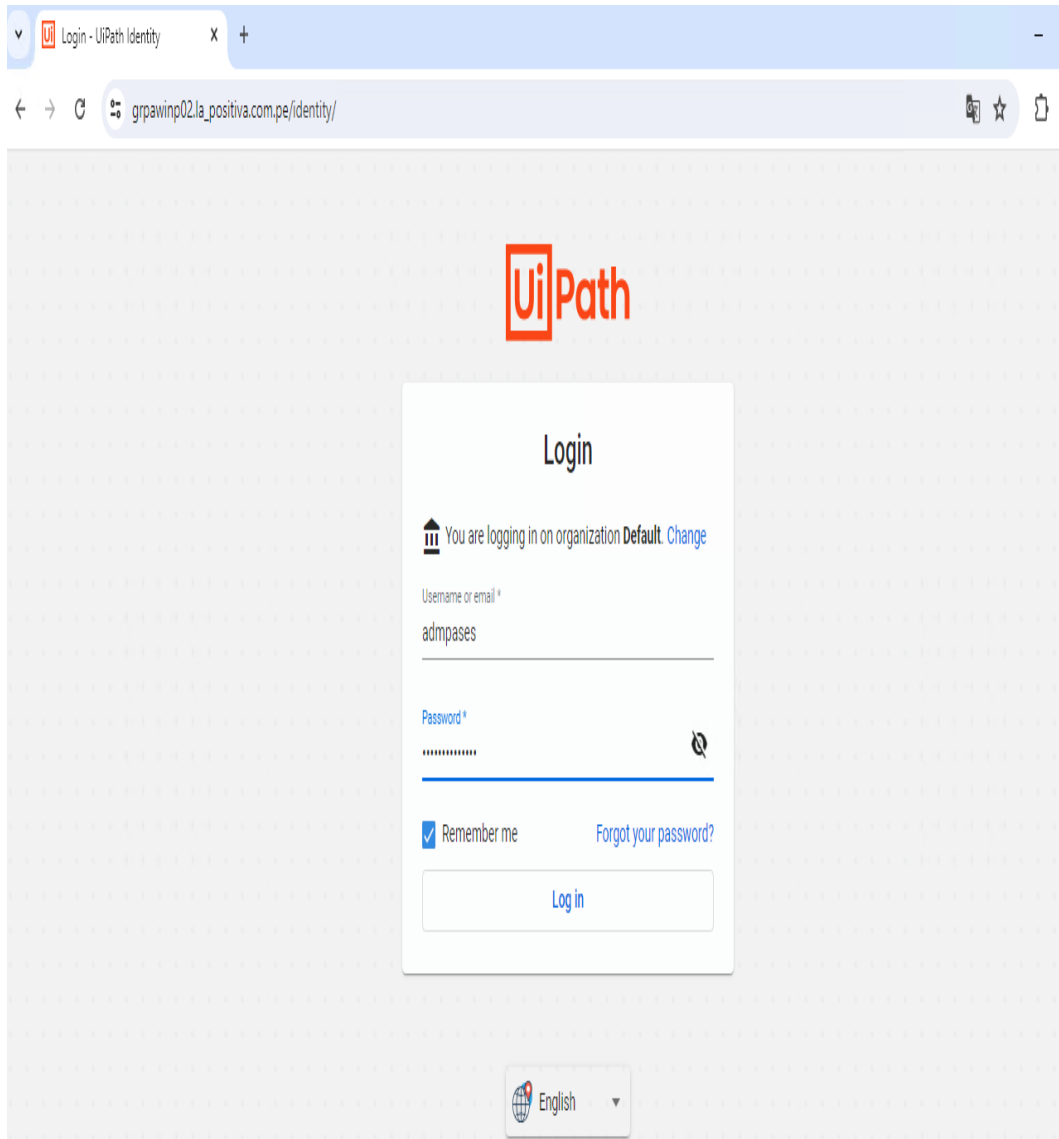 Ui Login - UiPath Identity
grpawinp02.la_positiva.com.pe/identity/
UiPath
Login
You are logging in on organization Default. Change
Username or email *
admpases
Password *
•••••••••••••
Remember me Forgot your password?
Log in
English